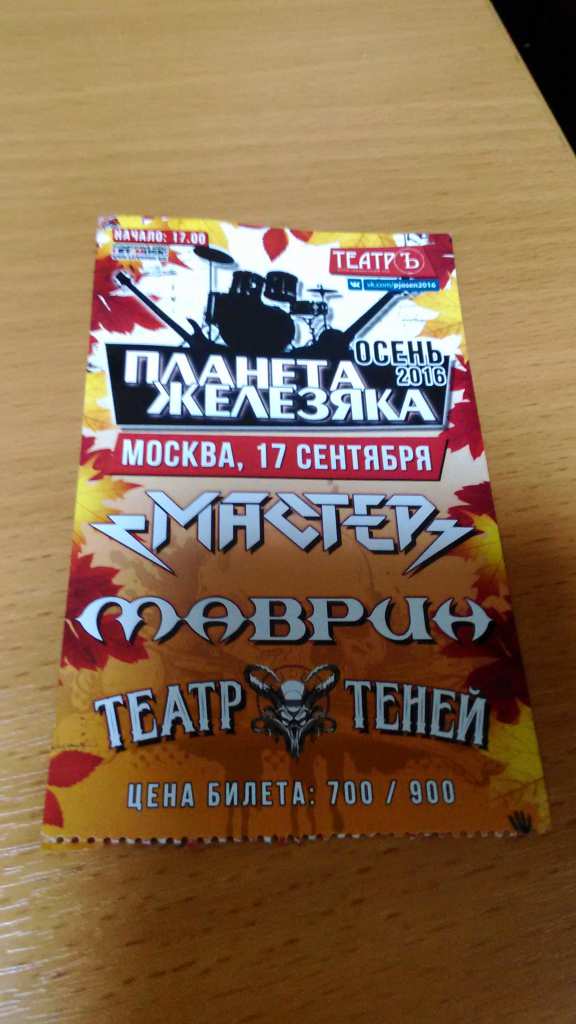 НАЧАЛО: 17.00
ТЕАТРЪ
vk.com/pjosen2016
ОСЕНЬ
2016
ПЛАНЕТА
ЖЕЛЕЗЯКА
МОСКВА, 17 СЕНТЯБРЯ
МАСТЕР
МАВРИН
ТЕАТР ТЕНЕЙ
ЦЕНА БИЛЕТА: 700 / 900